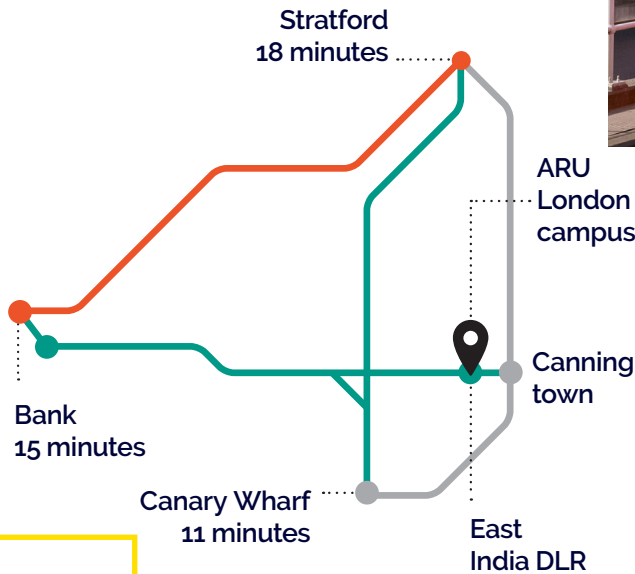 Stratford
18 minutes
ARU
London
campus
Canning
town
Bank
15 minutes
Canary Wharf
11 minutes
East
India DLR